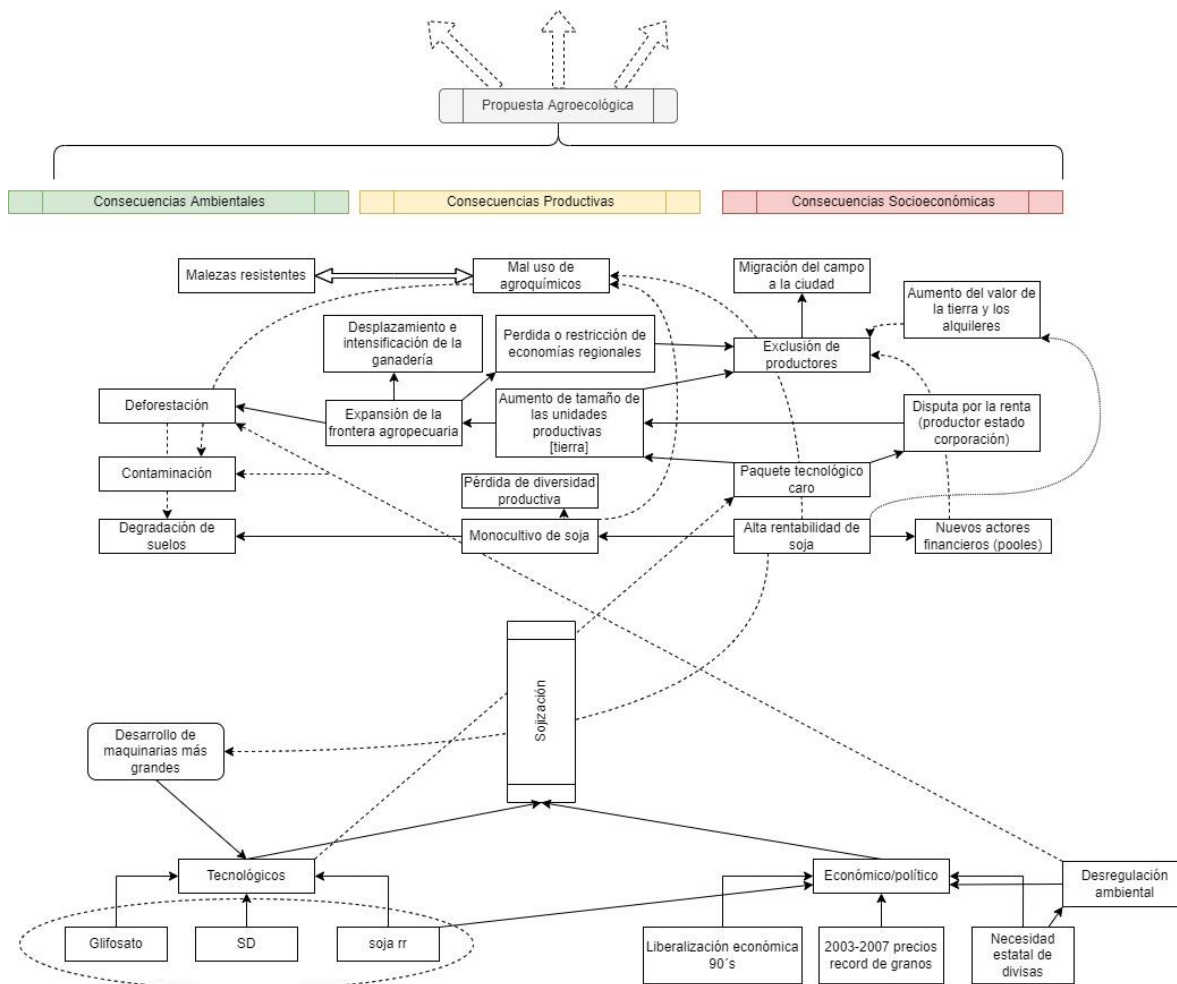 Propuesta Agroecológica
Consecuencias Ambientales
Consecuencias Productivas
Consecuencias Socioeconómicas
Malezas resistentes
Mal uso de
agroquímicos
Migración del campo
a la ciudad
Aumento del valor de
la tierra y los
alquileres
Desplazamiento e
intensificación de la
ganadería
Perdida o restricción de
economías regionales
Exclusión de
productores
Deforestación
Expansión de la
frontera agropecuaria
Aumento de tamaño de
las unidades
productivas
[tierra]
Disputa por la renta
(productor estado
corporación)
Contaminación
Pérdida de diversidad
productiva
Paquete tecnológico
caro
Degradación de
suelos
Monocultivo de soja
Alta rentabilidad de
soja
Nuevos actores
financieros (pooles)
Sojización
Desarrollo de
maquinarias más
grandes
Tecnológicos
Económico/político
Desregulación
ambiental
Glifosato
SD
soja rr
Liberalización económica
90´s
2003-2007 precios
record de granos
Necesidad
estatal de
divisas